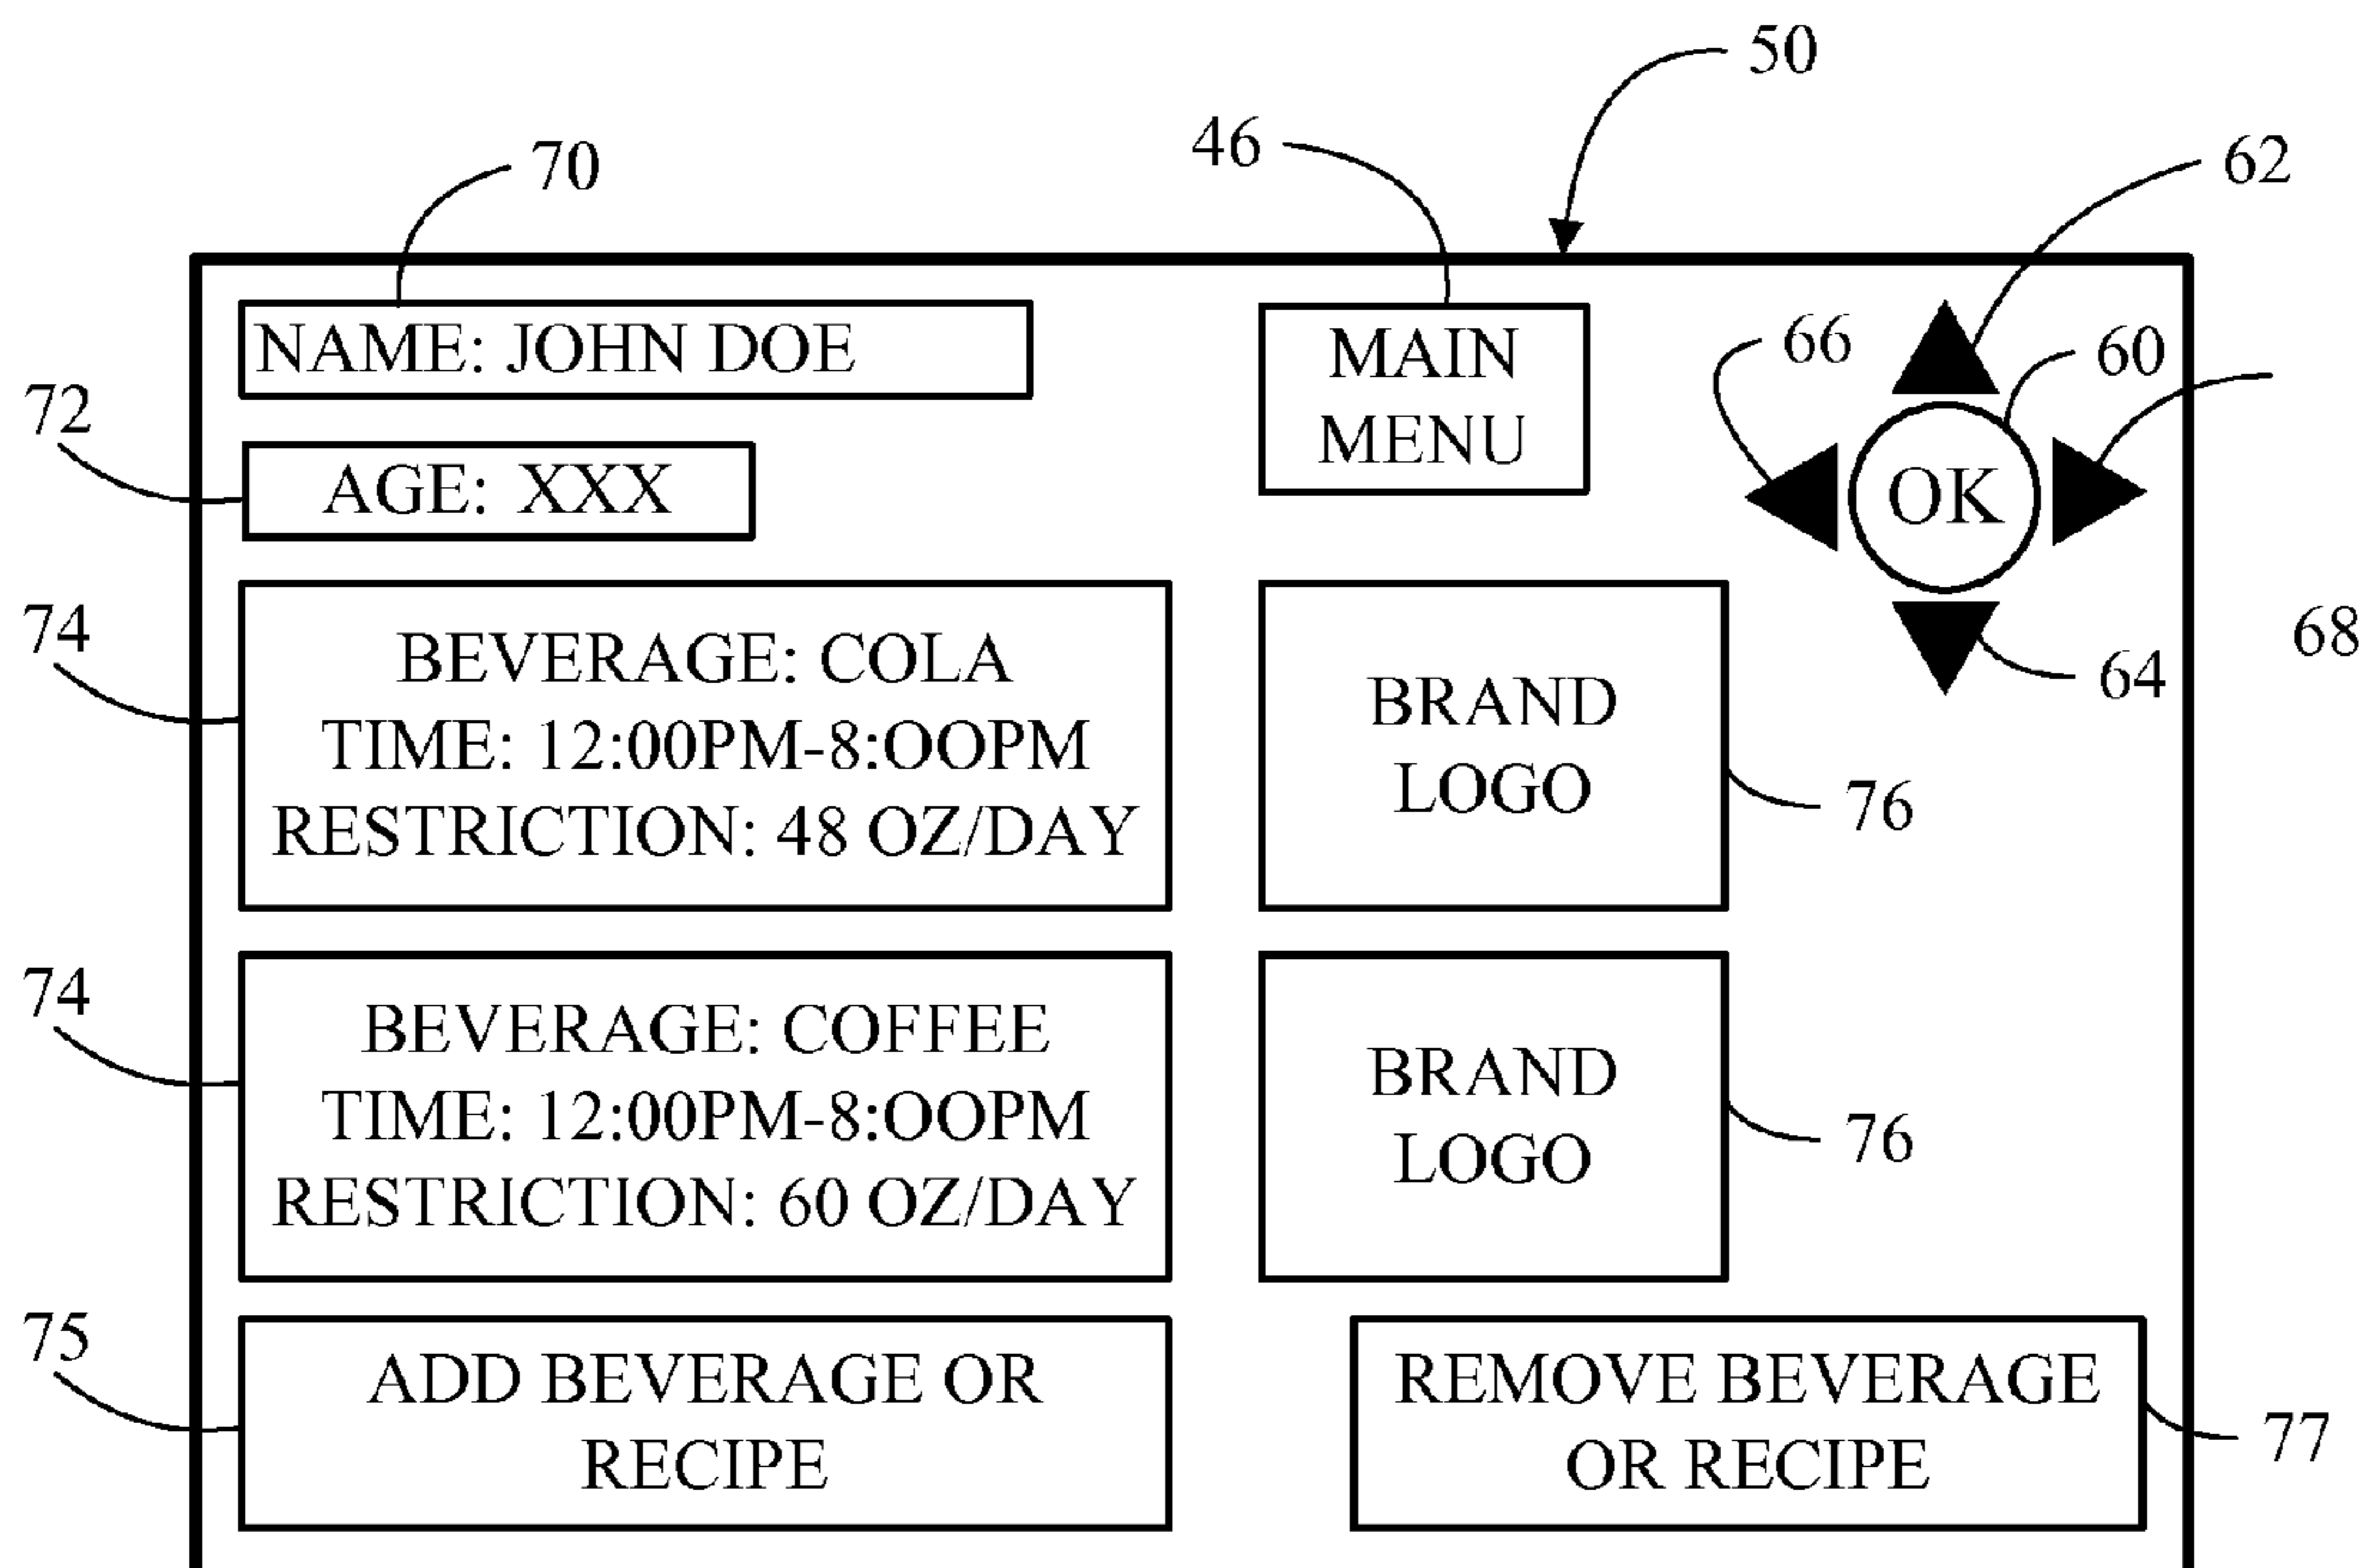 50
46
70
62
NAME: JOHN DOE
MAIN
MENU
66
60
72
AGE: XXX
OK
74
BEVERAGE: COLA
TIME: 12:00PM-8:OOPM
RESTRICTION: 48 OZ/DAY
BRAND
LOGO
68
64
76
74
BEVERAGE: COFFEE
TIME: 12:00PM-8:OOPM
RESTRICTION: 60 OZ/DAY
BRAND
LOGO
76
75
ADD BEVERAGE OR
RECIPE
REMOVE BEVERAGE
OR RECIPE
77